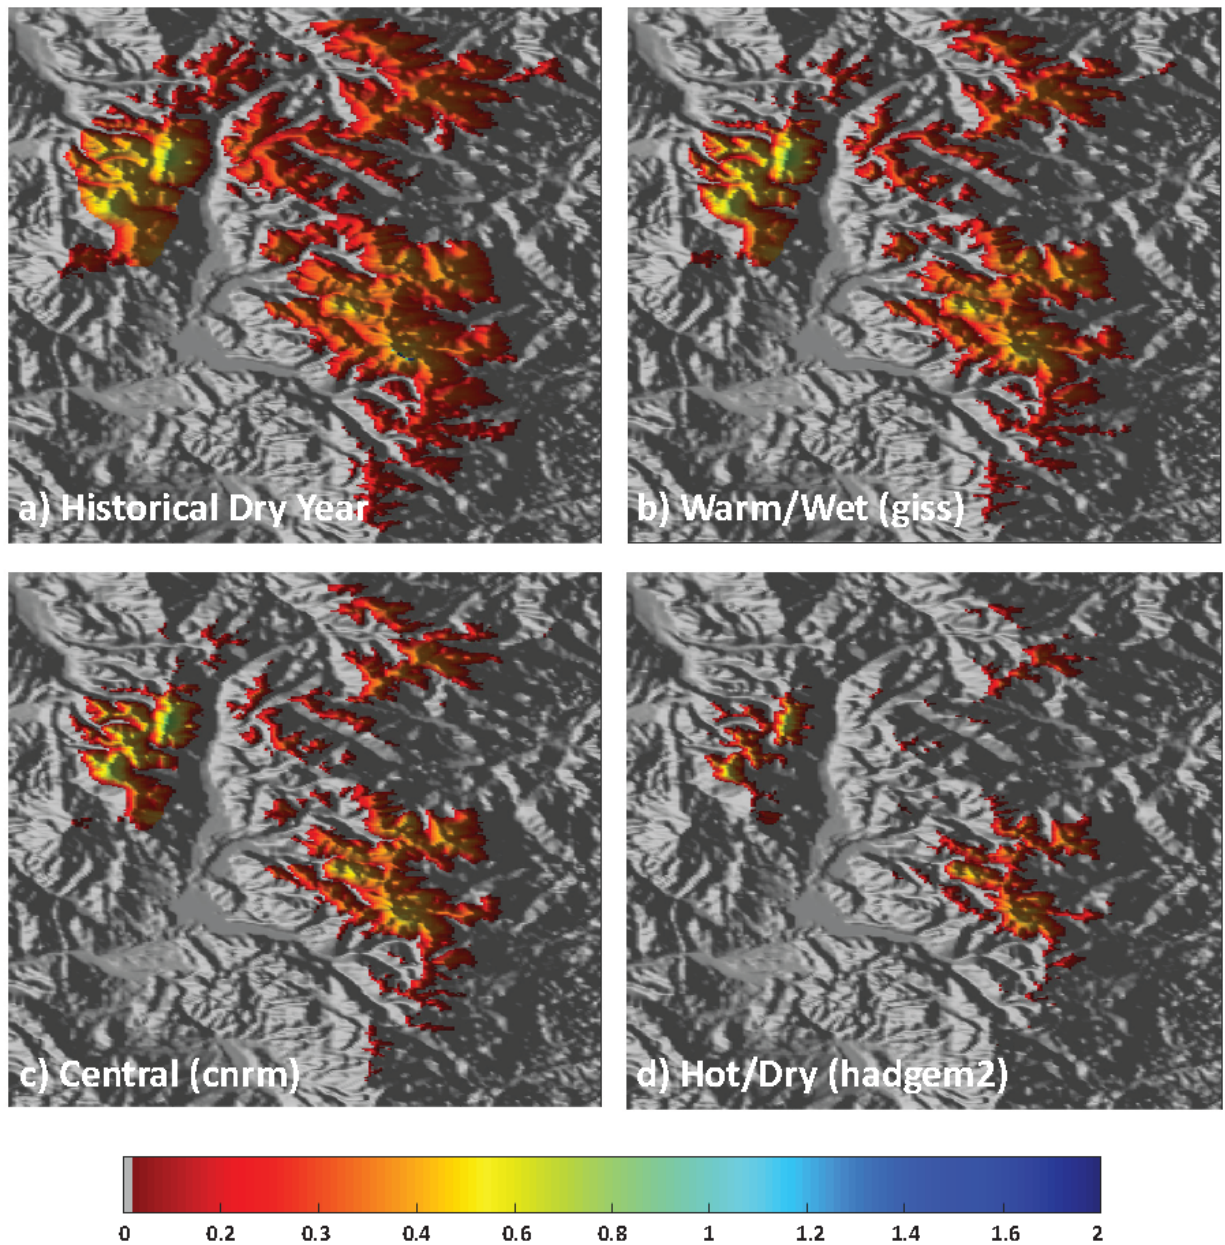 a) Historical Dry Year
b) Warm/Wet (giss)
c) Central (cnrm)
d) Hot/Dry (hadgem2)
0 0.2 0.3 0.4 0.6 0.8 1 1.2 1.4 1.6 2